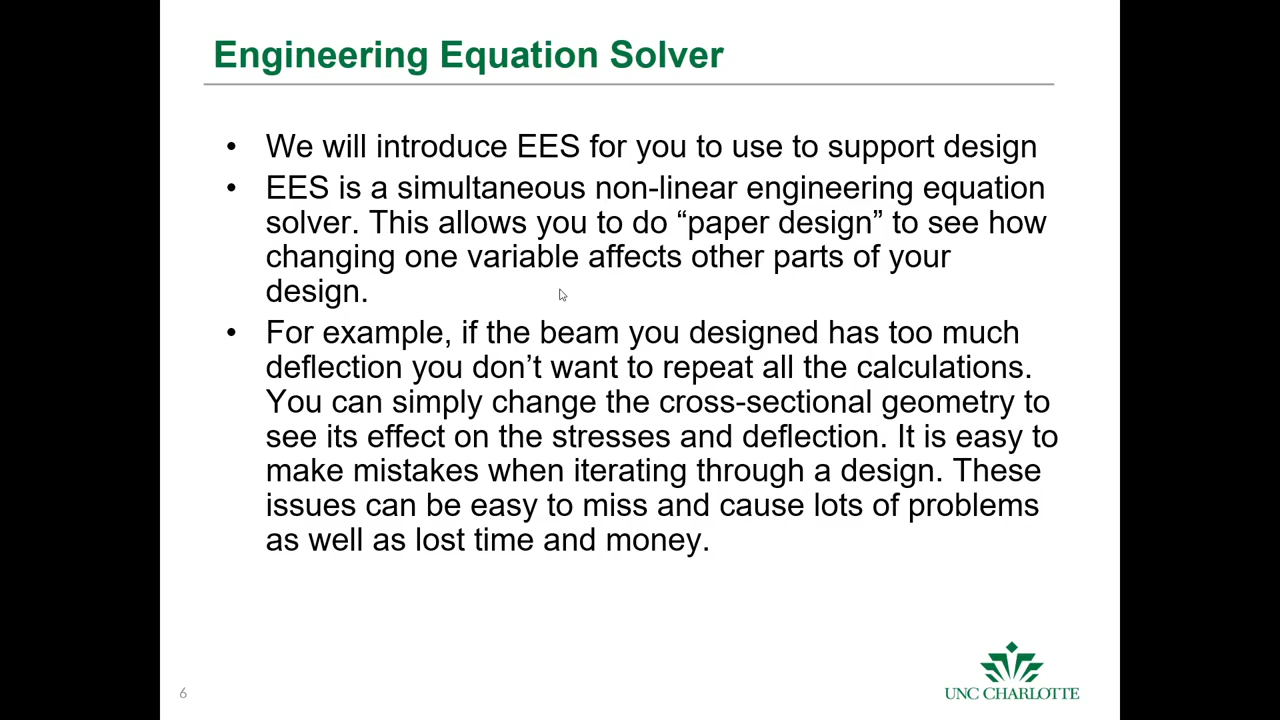 Engineering Equation Solver
• We will introduce EES for you to use to support design
• EES is a simultaneous non-linear engineering equation
solver. This allows you to do “paper design” to see how
changing one variable affects other parts of your
design.
• For example, if the beam you designed has too much
deflection you don’t want to repeat all the calculations.
You can simply change the cross-sectional geometry to
see its effect on the stresses and deflection. It is easy to
make mistakes when iterating through a design. These
issues can be easy to miss and cause lots of problems
as well as lost time and money.
6
UNC CHARLOTTE